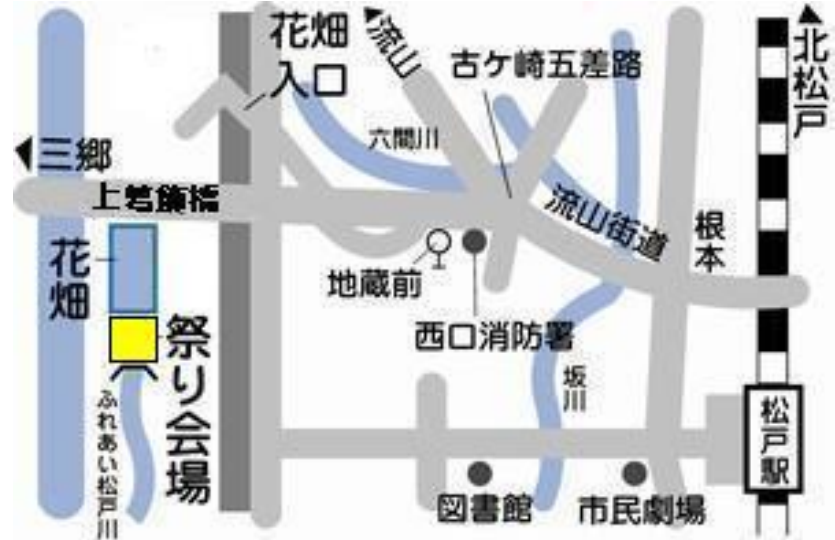 花畑
入口
▲流山
古ケ崎五差路
▲北松戸
◀三郷
六間川
上葛飾橋
流山街道
根本
花畑
地蔵前
祭り会場
西口消防署
坂川
ふれあい松戸川
松戸駅
図書館
市民劇場